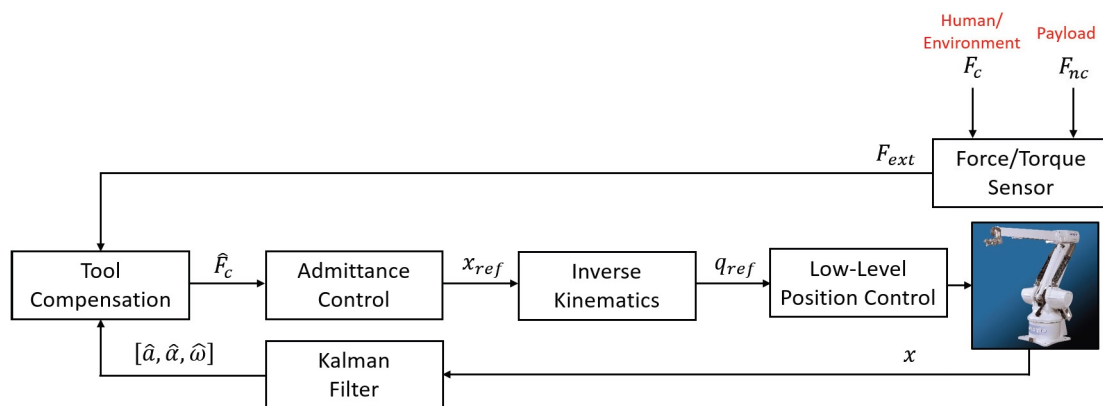 Human/
Environment
Payload
F_c
F_nc
F_ext
Force/Torque
Sensor
Tool
Compensation
F̂_c
Admittance
Control
x_ref
Inverse
Kinematics
q_ref
Low-Level
Position Control
[â, α̂, ω̂]
Kalman
Filter
x